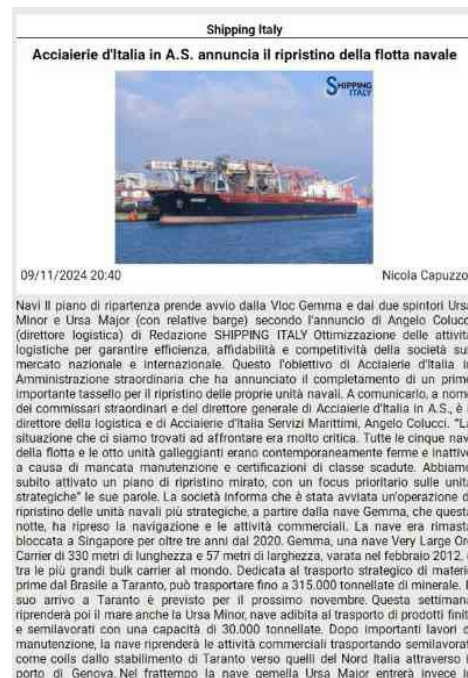 Shipping Italy
Acciaierie d'Italia in A.S. annuncia il ripristino della flotta navale
SHIPPING
ITALY
09/11/2024 20:40
Nicola Capuzzo
Navi Il piano di ripartenza prende avvio dalla Vloc Gemma e dai due spintori Ursa
Minor e Ursa Major (con relative barge) secondo l'annuncio di Angelo Colucci
(direttore logistica) di Redazione SHIPPING ITALY Ottimizzazione delle attività
logistiche per garantire efficienza, affidabilità e competitività della società sul
mercato nazionale e internazionale. Questo l'obiettivo di Acciaierie d'Italia in
Amministrazione straordinaria che ha annunciato il completamento di un primo
importante tassello per il ripristino delle proprie unità navali. A comunicarlo, a nome
dei commissari straordinari e del direttore generale di Acciaierie d'Italia in A.S., è il
direttore della logistica e di Acciaierie d'Italia Servizi Marittimi, Angelo Colucci. "La
situazione che ci siamo trovati ad affrontare era molto critica. Tutte le cinque navi
della flotta e le otto unità galleggianti erano contemporaneamente ferme e inattive
a causa di mancata manutenzione e certificazioni di classe scadute. Abbiamo
subito attivato un piano di ripristino mirato, con un focus prioritario sulle unità
strategiche" le sue parole. La società informa che è stata avviata un'operazione di
ripristino delle unità navali più strategiche, a partire dalla nave Gemma, che questa
notte, ha ripreso la navigazione e le attività commerciali. La nave era rimasta
bloccata a Singapore per oltre tre anni dal 2020. Gemma, una nave Very Large Ore
Carrier di 330 metri di lunghezza e 57 metri di larghezza, varata nel febbraio 2012, è
tra le più grandi bulk carrier al mondo. Dedicata al trasporto strategico di materie
prime dal Brasile a Taranto, può trasportare fino a 315.000 tonnellate di minerale. Il
suo arrivo a Taranto è previsto per il prossimo novembre. Questa settimana
riprenderà poi il mare anche la Ursa Minor, nave adibita al trasporto di prodotti finiti
e semilavorati con una capacità di 30.000 tonnellate. Dopo importanti lavori di
manutenzione, la nave riprenderà le attività commerciali trasportando semilavorati
come coils dallo stabilimento di Taranto verso quelli del Nord Italia attraverso il
porto di Genova. Nel frattempo la nave gemella Ursa Major entrerà invece in